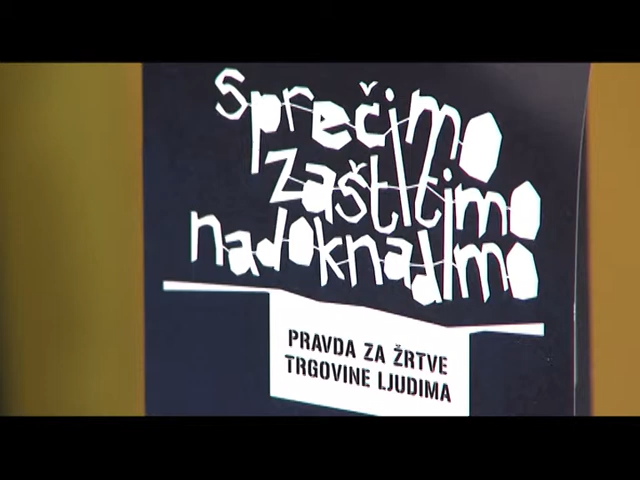 sprečimo
zaštitimo
nadoknadimo
PRAVDA ZA ŽRTVE
TRGOVINE LJUDIMA